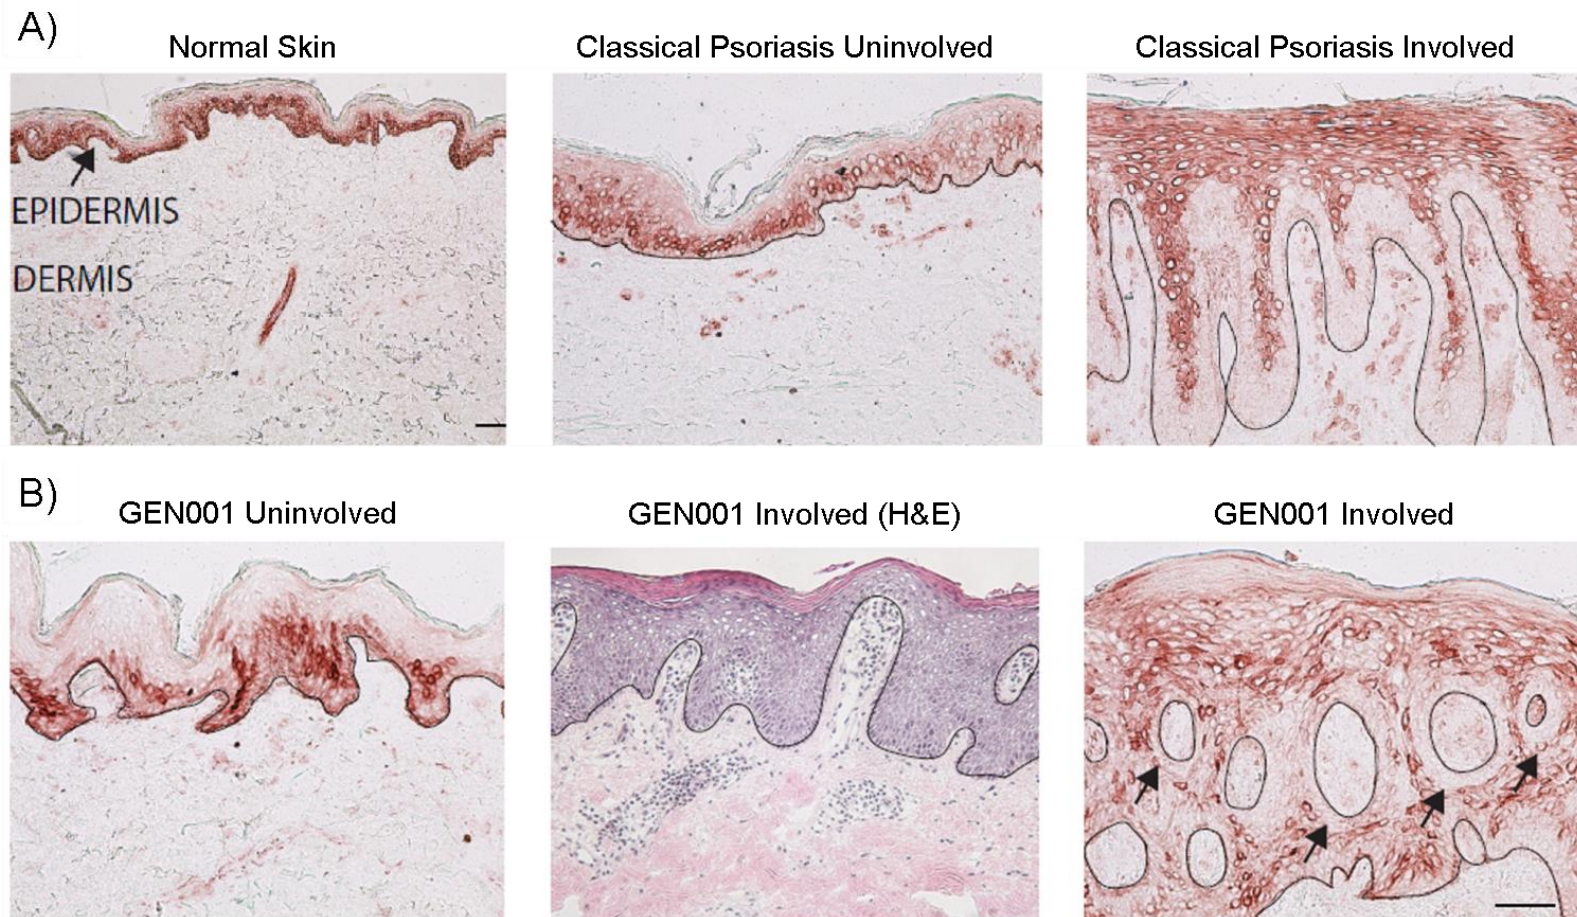 A)
Normal Skin
Classical Psoriasis Uninvolved
Classical Psoriasis Involved
EPIDERMIS
DERMIS
B)
GEN001 Uninvolved
GEN001 Involved (H&E)
GEN001 Involved